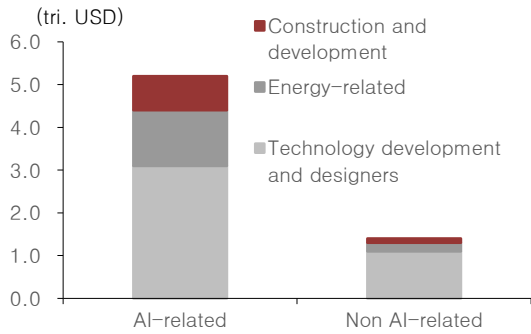 (tri. USD)
6.0
5.0
4.0
3.0
2.0
1.0
0.0
Construction and
development
Energy-related
Technology development
and designers
AI-related
Non AI-related